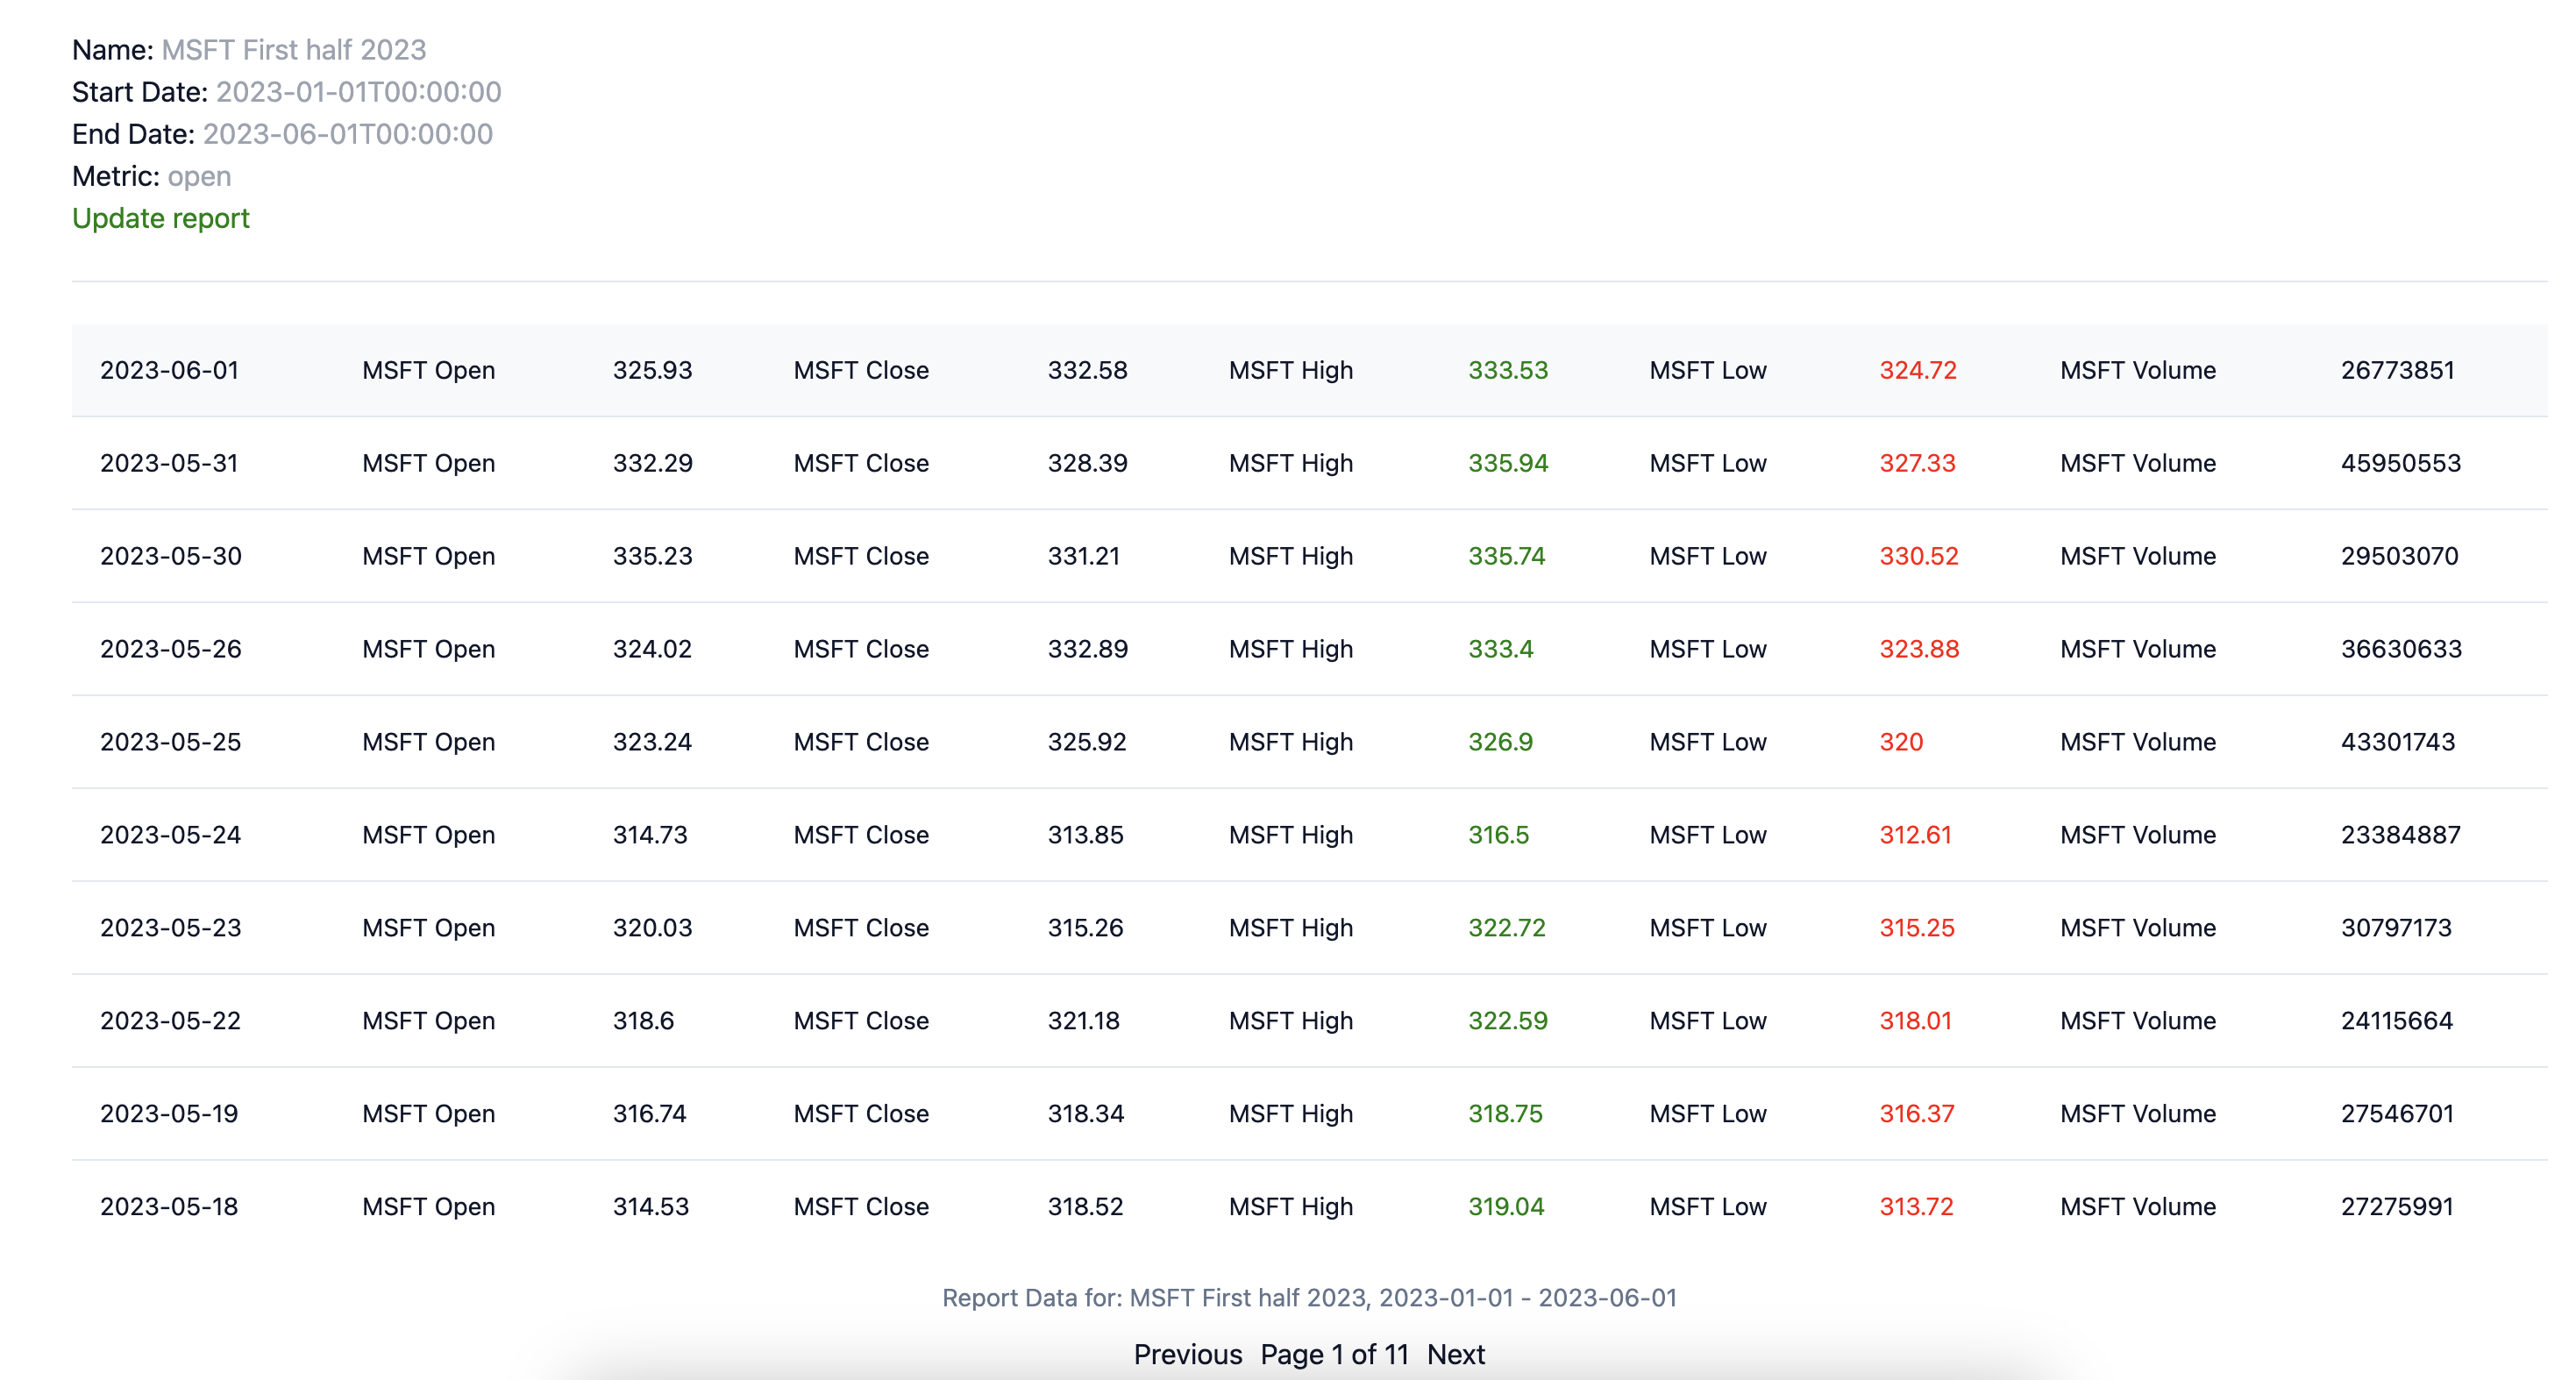 Name: MSFT First half 2023
Start Date: 2023-01-01T00:00:00
End Date: 2023-06-01T00:00:00
Metric: open
Update report
2023-06-01 MSFT Open 325.93 MSFT Close 332.58 MSFT High 333.53 MSFT Low 324.72 MSFT Volume 26773851
2023-05-31 MSFT Open 332.29 MSFT Close 328.39 MSFT High 335.94 MSFT Low 327.33 MSFT Volume 45950553
2023-05-30 MSFT Open 335.23 MSFT Close 331.21 MSFT High 335.74 MSFT Low 330.52 MSFT Volume 29503070
2023-05-26 MSFT Open 324.02 MSFT Close 332.89 MSFT High 333.4 MSFT Low 323.88 MSFT Volume 36630633
2023-05-25 MSFT Open 323.24 MSFT Close 325.92 MSFT High 326.9 MSFT Low 320 MSFT Volume 43301743
2023-05-24 MSFT Open 314.73 MSFT Close 313.85 MSFT High 316.5 MSFT Low 312.61 MSFT Volume 23384887
2023-05-23 MSFT Open 320.03 MSFT Close 315.26 MSFT High 322.72 MSFT Low 315.25 MSFT Volume 30797173
2023-05-22 MSFT Open 318.6 MSFT Close 321.18 MSFT High 322.59 MSFT Low 318.01 MSFT Volume 24115664
2023-05-19 MSFT Open 316.74 MSFT Close 318.34 MSFT High 318.75 MSFT Low 316.37 MSFT Volume 27546701
2023-05-18 MSFT Open 314.53 MSFT Close 318.52 MSFT High 319.04 MSFT Low 313.72 MSFT Volume 27275991
Report Data for: MSFT First half 2023, 2023-01-01 - 2023-06-01
Previous Page 1 of 11 Next